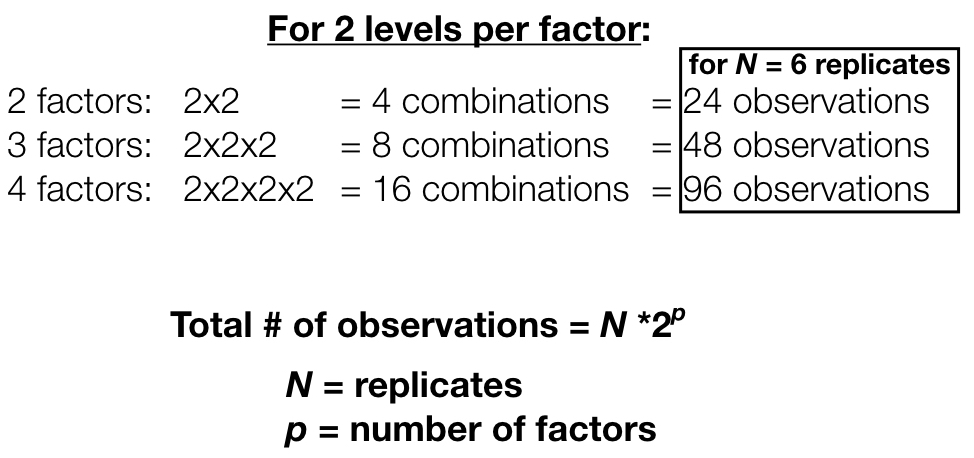 For 2 levels per factor:
for N = 6 replicates
2 factors: 2x2 = 4 combinations = 24 observations
3 factors: 2x2x2 = 8 combinations = 48 observations
4 factors: 2x2x2x2 = 16 combinations = 96 observations
Total # of observations = N *2ᵖ
N = replicates
p = number of factors